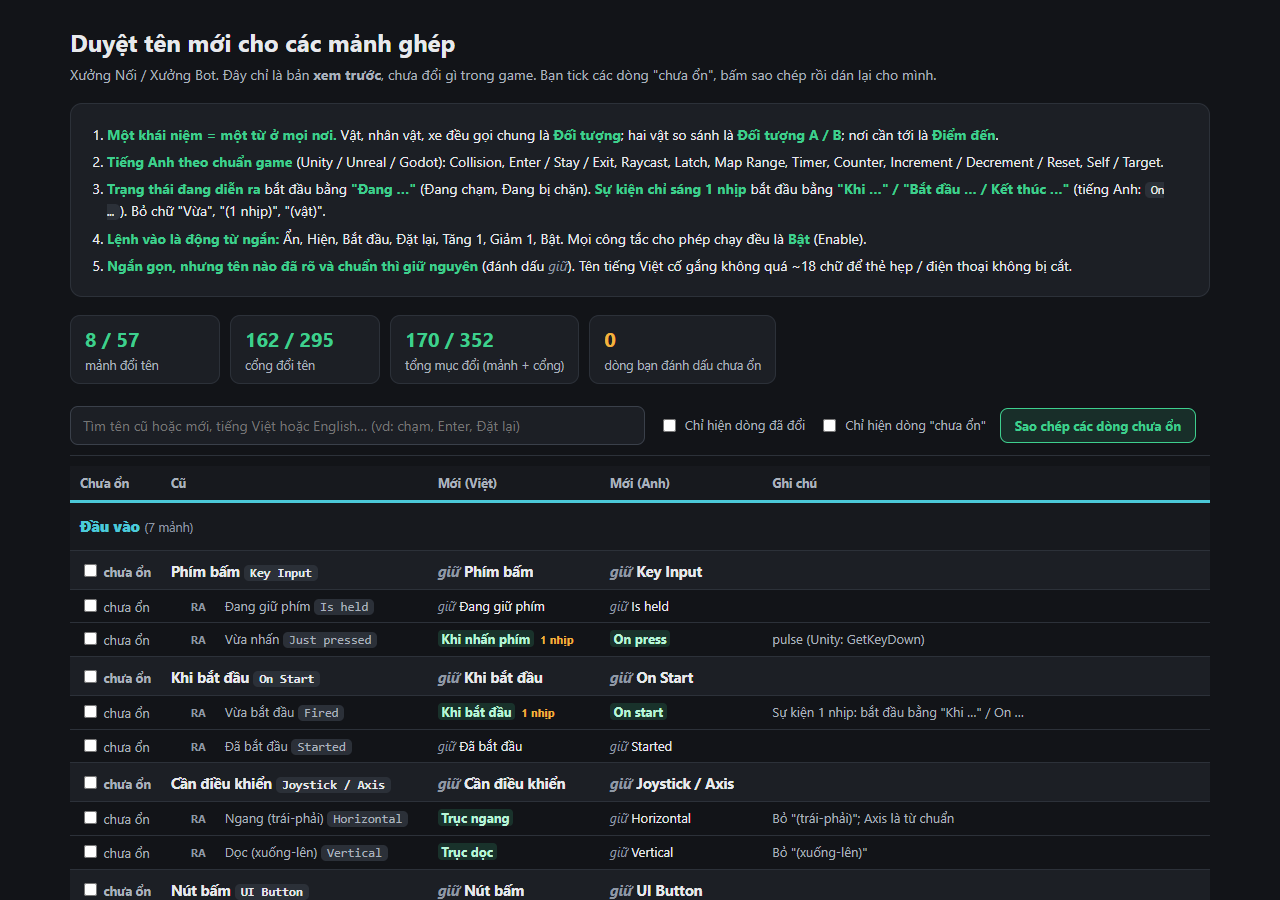 Duyệt tên mới cho các mảnh ghép
Xưởng Nối / Xưởng Bot. Đây chỉ là bản xem trước, chưa đổi gì trong game. Bạn tick các dòng "chưa ổn", bấm sao chép rồi dán lại cho mình.
1. Một khái niệm = một từ ở mọi nơi. Vật, nhân vật, xe đều gọi chung là Đối tượng; hai vật so sánh là Đối tượng A / B; nơi cần tới là Điểm đến.
2. Tiếng Anh theo chuẩn game (Unity / Unreal / Godot): Collision, Enter / Stay / Exit, Raycast, Latch, Map Range, Timer, Counter, Increment / Decrement / Reset, Self / Target.
3. Trạng thái đang diễn ra bắt đầu bằng "Đang ..." (Đang chạm, Đang bị chặn). Sự kiện chỉ sáng 1 nhịp bắt đầu bằng "Khi ..." / "Bắt đầu ... / Kết thúc ..." (tiếng Anh: On
…). Bỏ chữ "Vừa", "(1 nhịp)", "(vật)".
4. Lệnh vào là động từ ngắn: Ẩn, Hiện, Bắt đầu, Đặt lại, Tăng 1, Giảm 1, Bật. Mọi công tắc cho phép chạy đều là Bật (Enable).
5. Ngắn gọn, nhưng tên nào đã rõ và chuẩn thì giữ nguyên (đánh dấu giữ). Tên tiếng Việt cố gắng không quá ~18 chữ để thẻ hẹp / điện thoại không bị cắt.
8 / 57 162 / 295 170 / 352 0
mảnh đổi tên cổng đổi tên tổng mục đổi (mảnh + cổng) dòng bạn đánh dấu chưa ổn
Tìm tên cũ hoặc mới, tiếng Việt hoặc English... (vd: chạm, Enter, Đặt lại) Chỉ hiện dòng đã đổi Chỉ hiện dòng "chưa ổn" Sao chép các dòng chưa ổn
Chưa ổn Cũ Mới (Việt) Mới (Anh) Ghi chú
Đầu vào (7 mảnh)
chưa ổn Phím bấm Key Input giữ Phím bấm giữ Key Input
chưa ổn RA Đang giữ phím Is held giữ Đang giữ phím giữ Is held
chưa ổn RA Vừa nhấn Just pressed Khi nhấn phím 1 nhịp On press pulse (Unity: GetKeyDown)
chưa ổn Khi bắt đầu On Start giữ Khi bắt đầu giữ On Start
chưa ổn RA Vừa bắt đầu Fired Khi bắt đầu 1 nhịp On start Sự kiện 1 nhịp: bắt đầu bằng "Khi ..." / On ...
chưa ổn RA Đã bắt đầu Started giữ Đã bắt đầu giữ Started
chưa ổn Cần điều khiển Joystick / Axis giữ Cần điều khiển giữ Joystick / Axis
chưa ổn RA Ngang (trái-phải) Horizontal Trục ngang giữ Horizontal Bỏ "(trái-phải)"; Axis là từ chuẩn
chưa ổn RA Dọc (xuống-lên) Vertical Trục dọc giữ Vertical Bỏ "(xuống-lên)"
chưa ổn Nút bấm UI Button giữ Nút bấm giữ UI Button